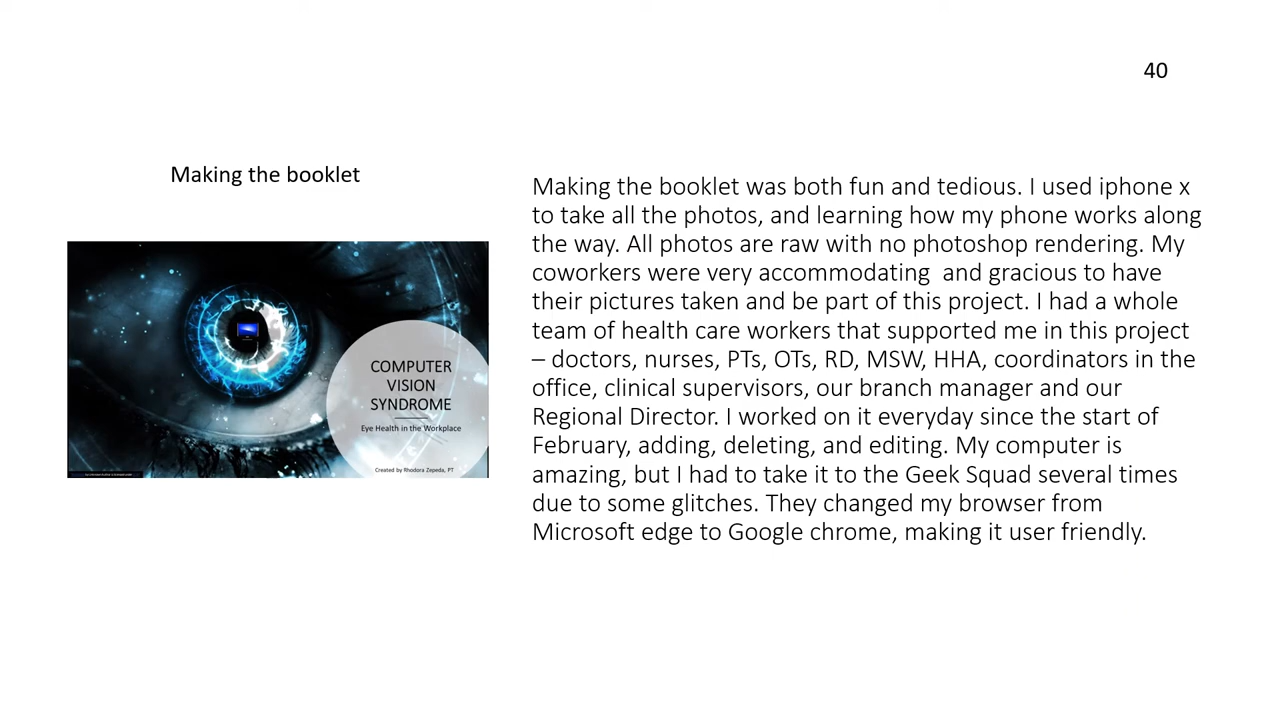 40
Making the booklet
COMPUTER
VISION
SYNDROME
Eye Health in the Workplace
Created by Rhodora Zepeda, PT
Making the booklet was both fun and tedious. I used iphone x
to take all the photos, and learning how my phone works along
the way. All photos are raw with no photoshop rendering. My
coworkers were very accommodating  and gracious to have
their pictures taken and be part of this project. I had a whole
team of health care workers that supported me in this project
– doctors, nurses, PTs, OTs, RD, MSW, HHA, coordinators in the
office, clinical supervisors, our branch manager and our
Regional Director. I worked on it everyday since the start of
February, adding, deleting, and editing. My computer is
amazing, but I had to take it to the Geek Squad several times
due to some glitches. They changed my browser from
Microsoft edge to Google chrome, making it user friendly.